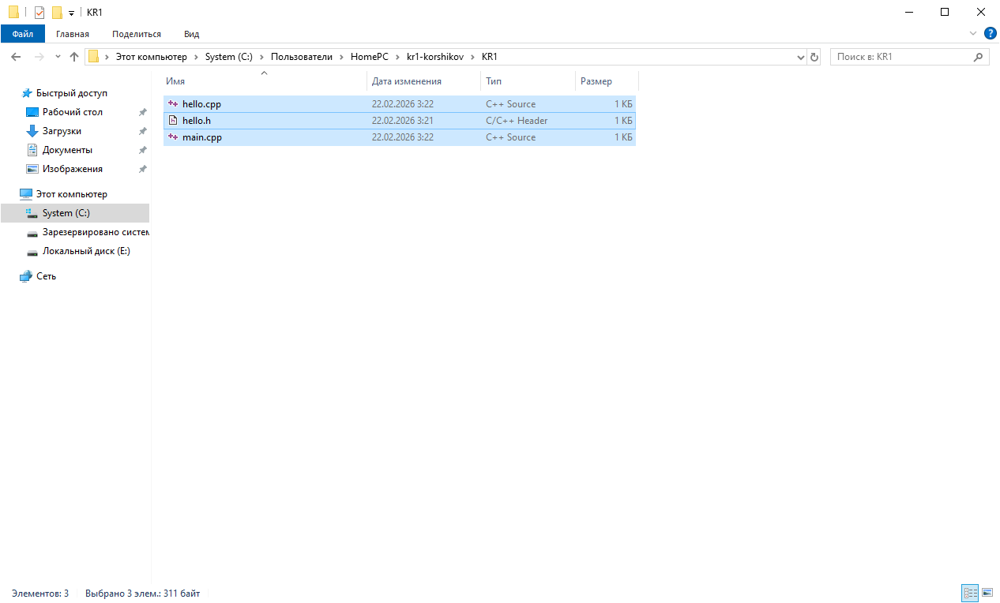 KR1
Файл Главная Поделиться Вид
Этот компьютер System (C:) Пользователи HomePC kr1-korshikov KR1 Поиск в: KR1
Имя Дата изменения Тип Размер
Быстрый доступ
Рабочий стол
Загрузки
Документы
Изображения
Этот компьютер
System (C:)
Зарезервировано систем
Локальный диск (E:)
Сеть
hello.cpp 22.02.2026 3:22 C++ Source 1 КБ
hello.h 22.02.2026 3:21 C/C++ Header 1 КБ
main.cpp 22.02.2026 3:22 C++ Source 1 КБ
Элементов: 3 Выбрано 3 элем.: 311 байт